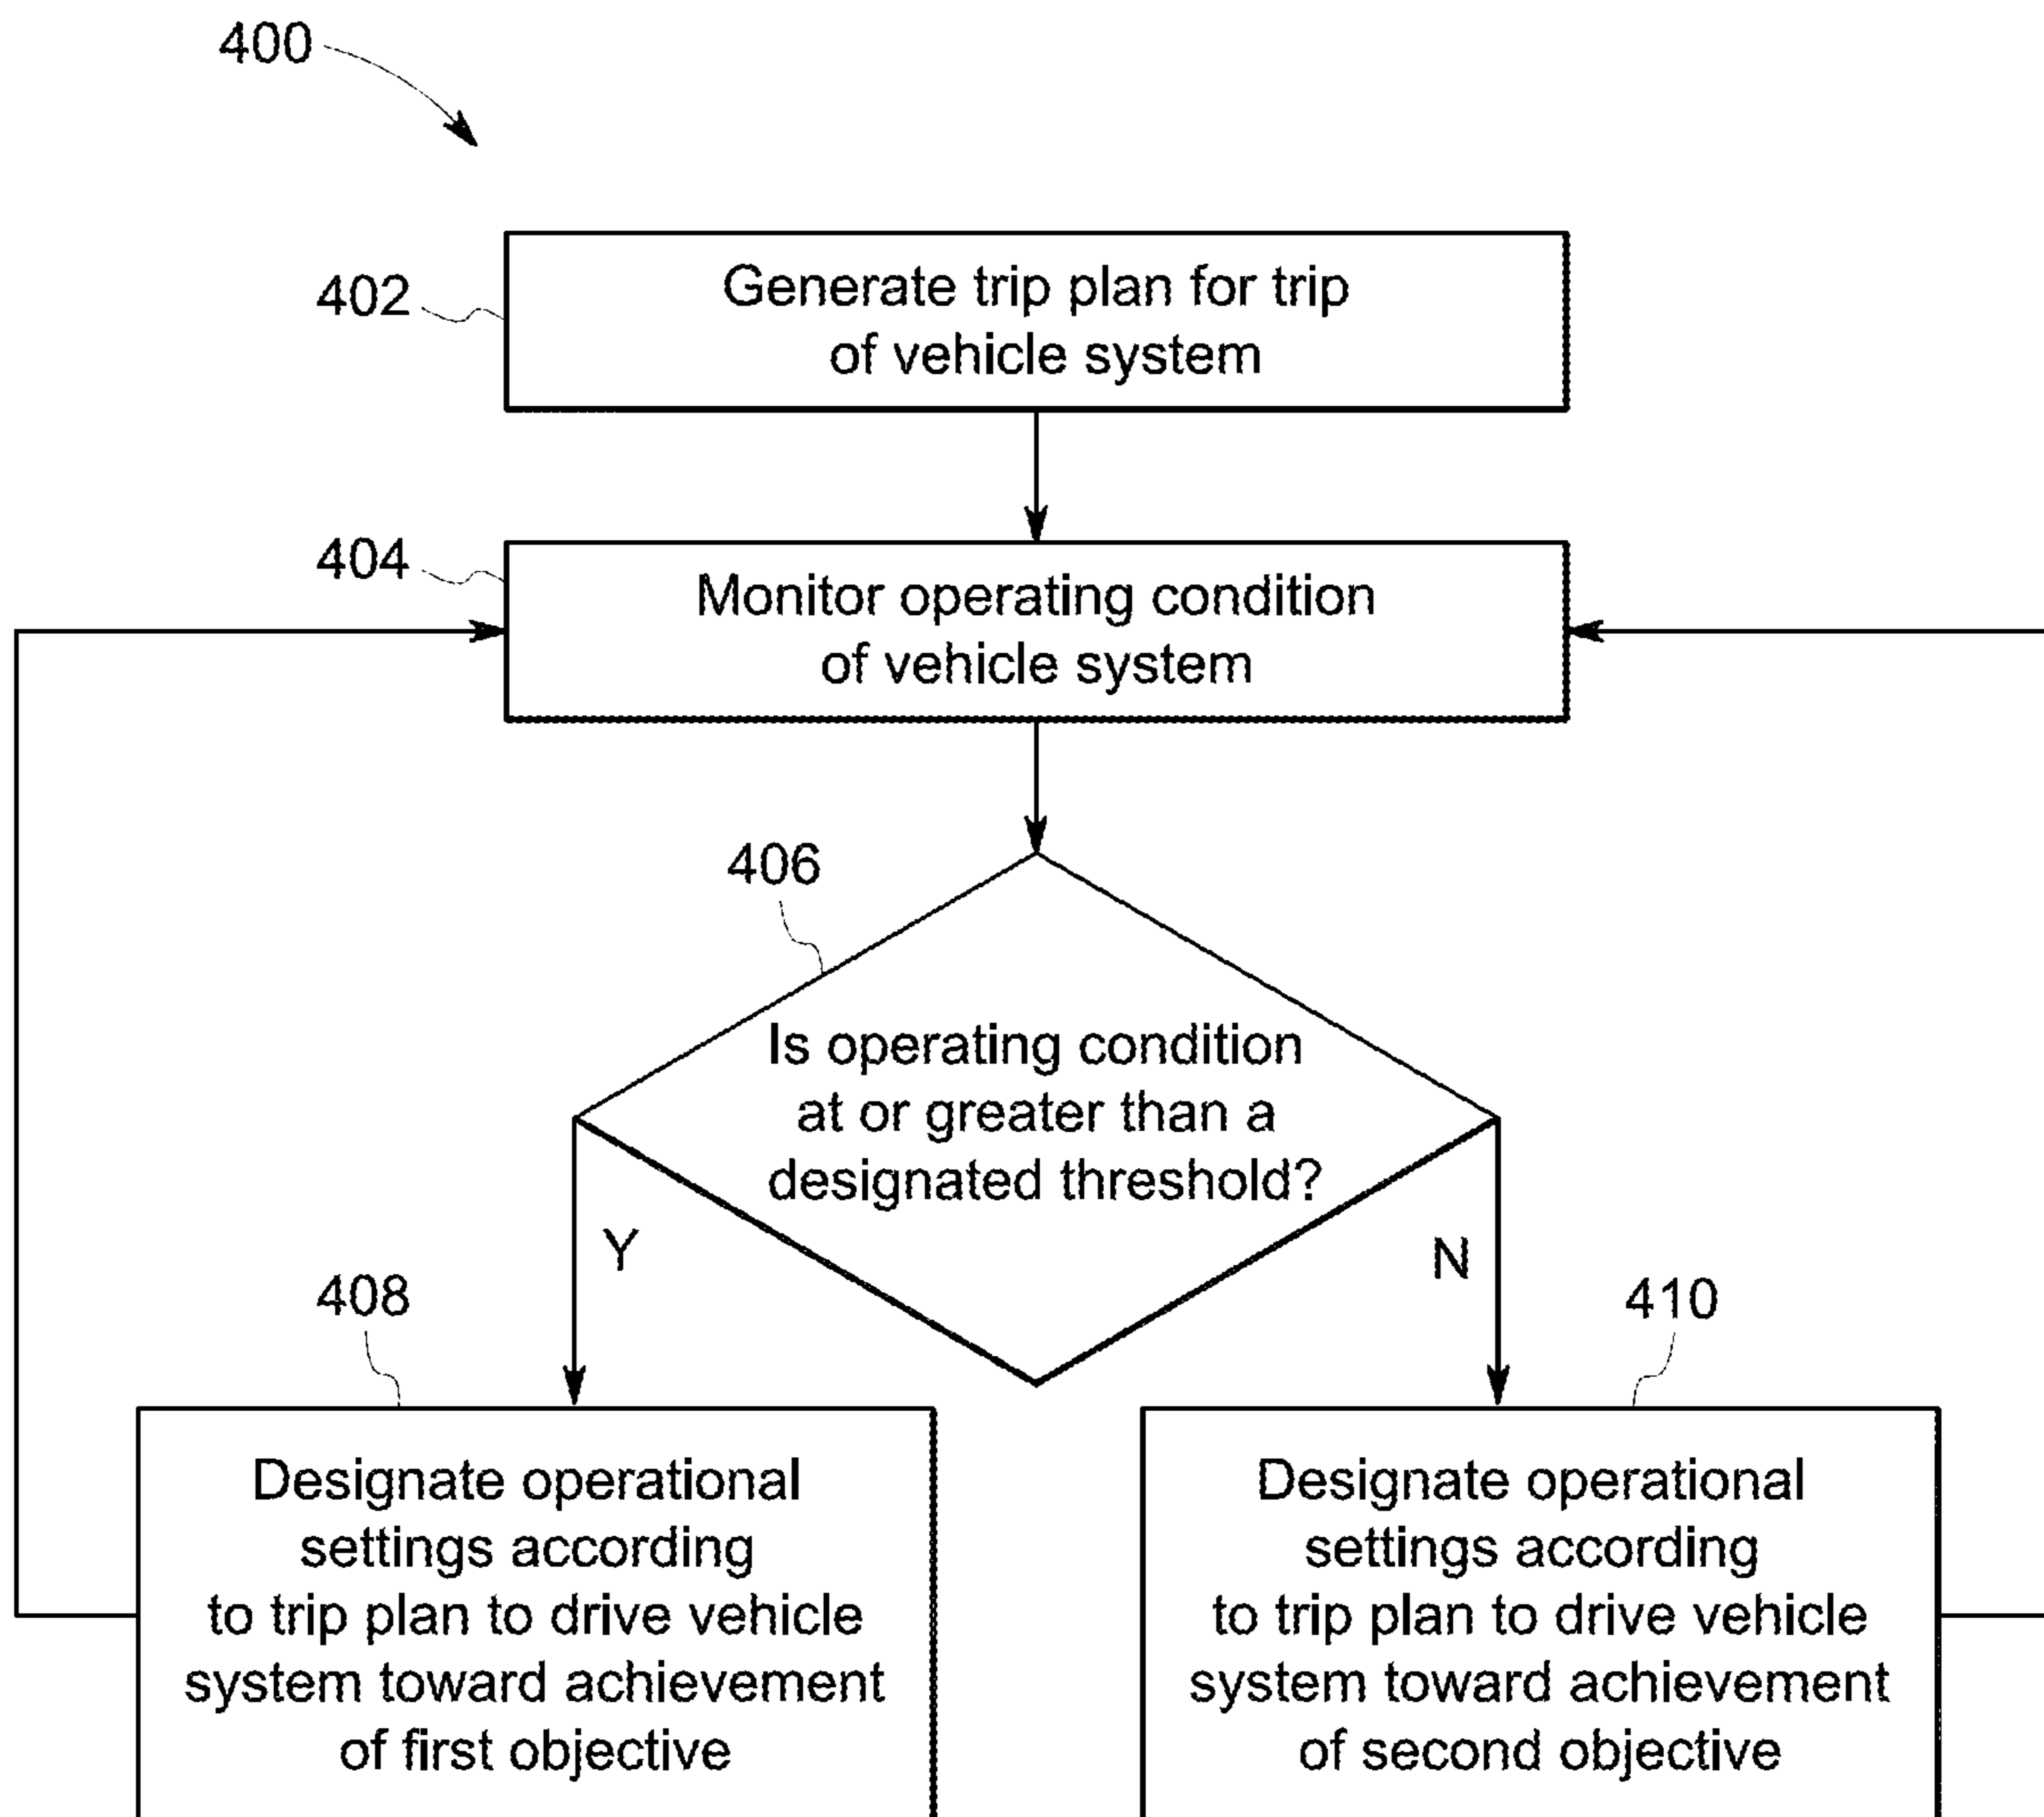 400
402
Generate trip plan for trip
of vehicle system
404
Monitor operating condition
of vehicle system
406
Is operating condition
at or greater than a
designated threshold?
Y
N
408
410
Designate operational
settings according
to trip plan to drive vehicle
system toward achievement
of first objective
Designate operational
settings according
to trip plan to drive vehicle
system toward achievement
of second objective